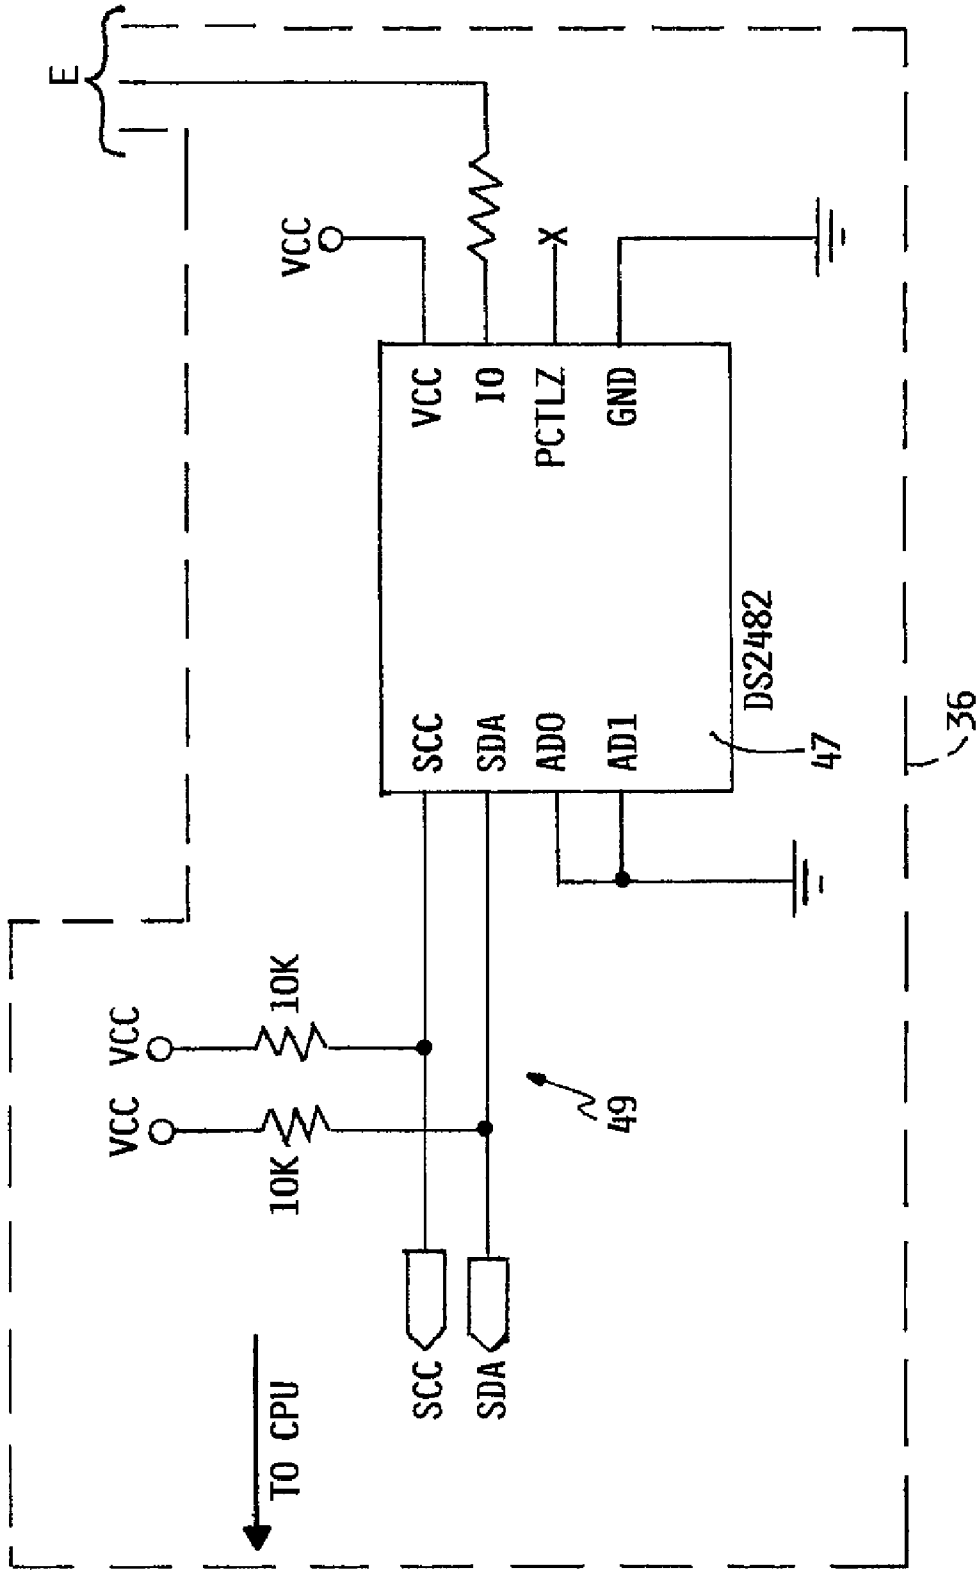 E
VCC
VCC
IO
PCTLZ
GND
SCC
SDA
AD0
AD1
DS2482
47
36
VCC
10K
VCC
10K
49
SCC
SDA
TO CPU
X